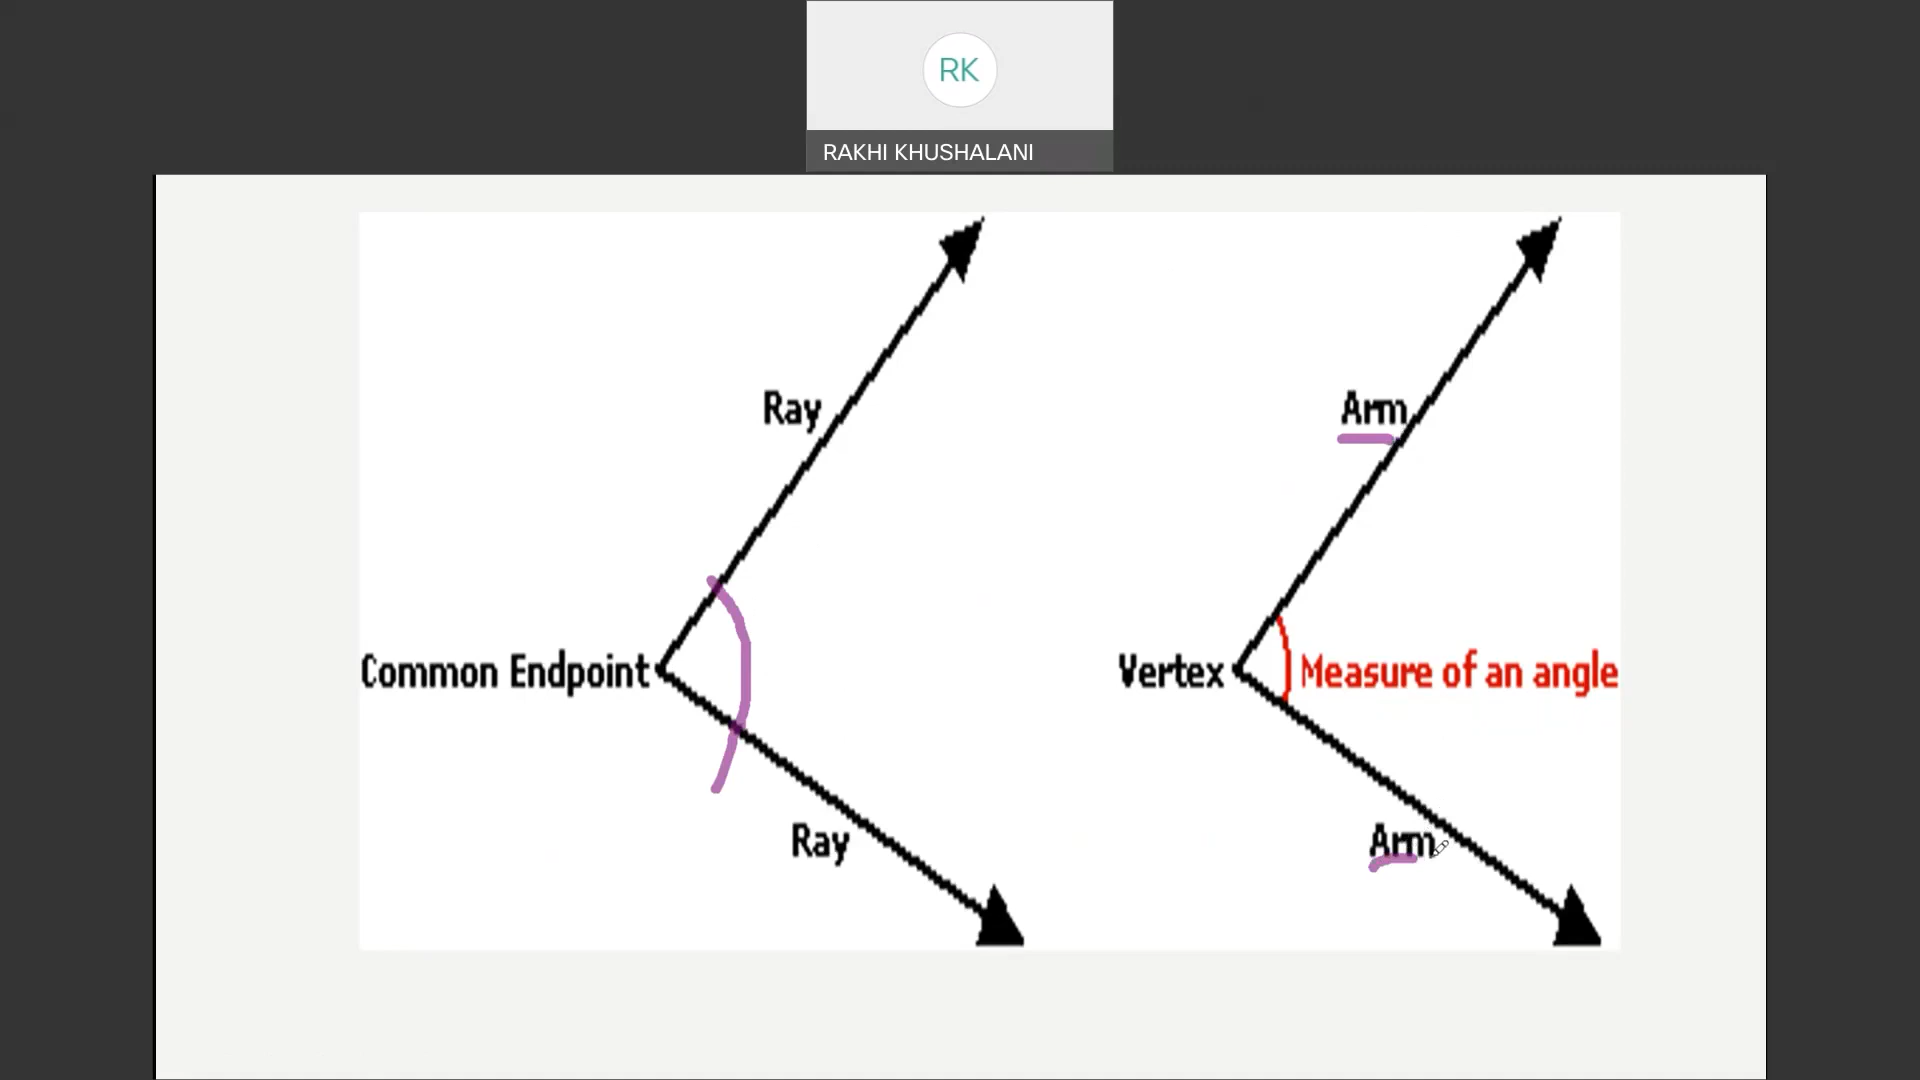 RK
RAKHI KHUSHALANI
Ray
Common Endpoint
Ray
Arm
Vertex
Measure of an angle
Arm